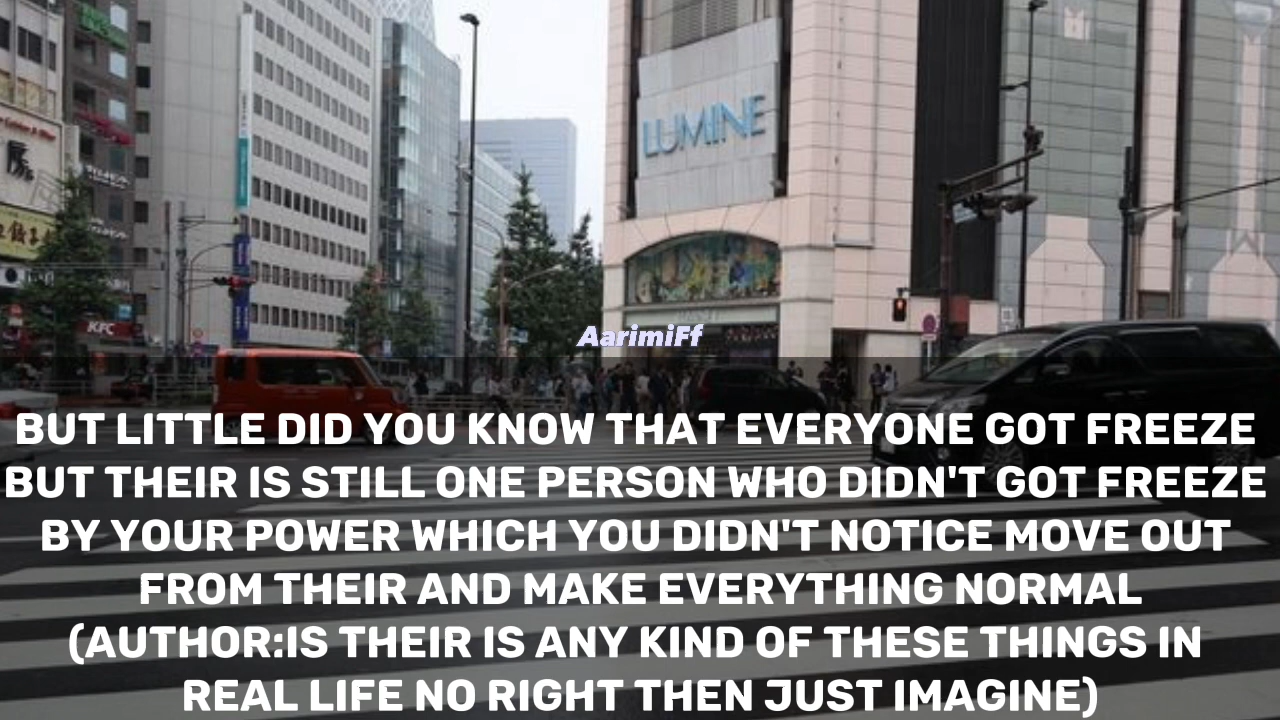 LUMINE
房
KFC
AarimiFf
BUT LITTLE DID YOU KNOW THAT EVERYONE GOT FREEZE
BUT THEIR IS STILL ONE PERSON WHO DIDN'T GOT FREEZE
BY YOUR POWER WHICH YOU DIDN'T NOTICE MOVE OUT
FROM THEIR AND MAKE EVERYTHING NORMAL
(AUTHOR:IS THEIR IS ANY KIND OF THESE THINGS IN
REAL LIFE NO RIGHT THEN JUST IMAGINE)